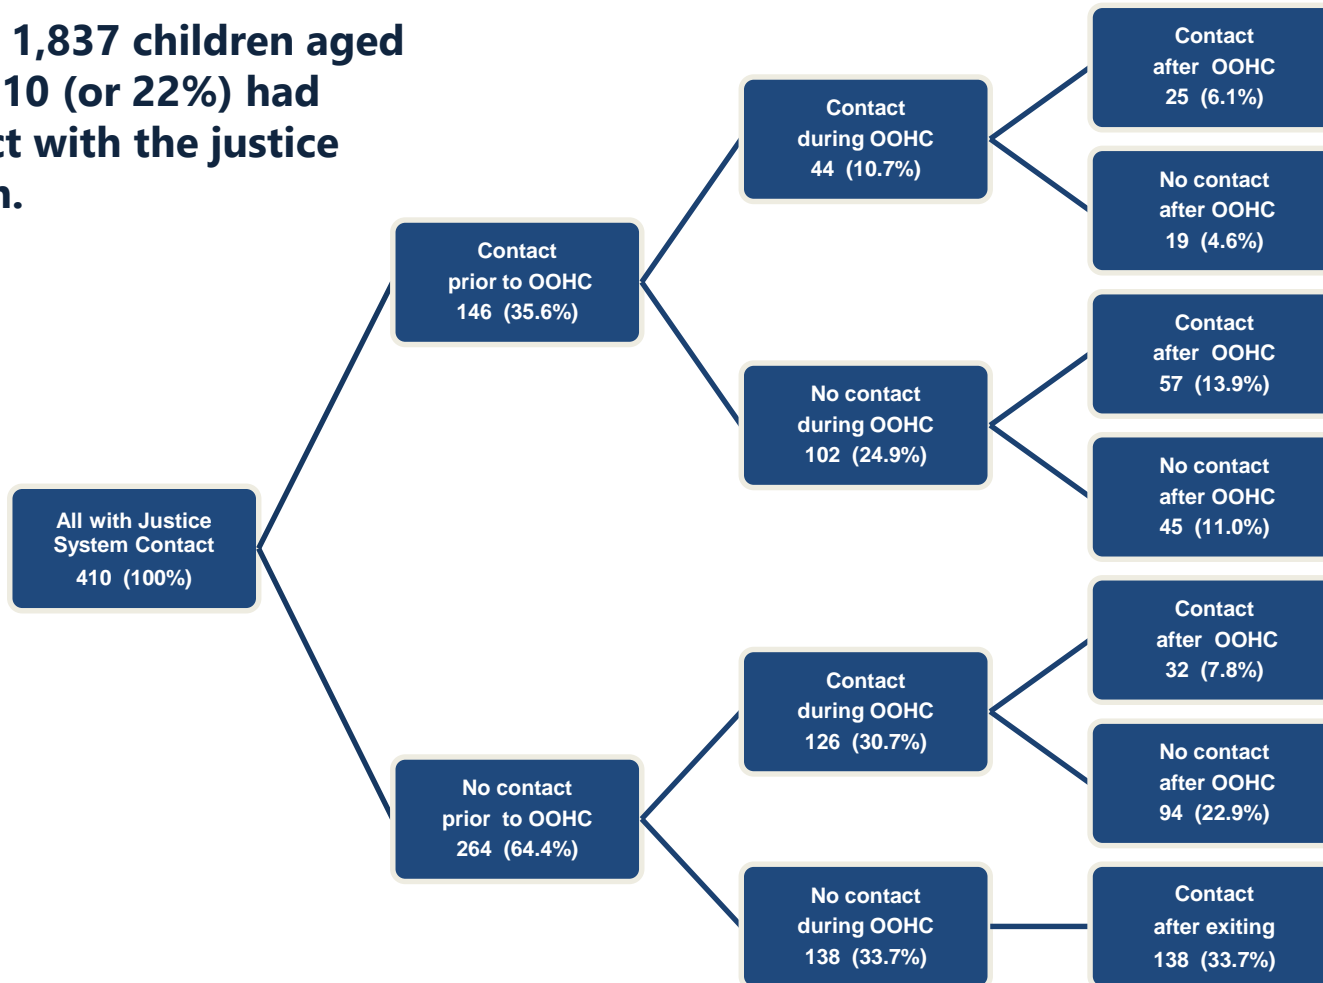 1,837 children aged
10 (or 22%) had
ct with the justice
Contact
prior to OOHC
146 (35.6%)
No contact
prior to OOHC
264 (64.4%)
All with Justice
System Contact
410 (100%)
Contact
during OOHC
44 (10.7%)
No contact
during OOHC
102 (24.9%)
Contact
during OOHC
126 (30.7%)
No contact
during OOHC
138 (33.7%)
Contact
after OOHC
25 (6.1%)
No contact
after OOHC
19 (4.6%)
Contact
after OOHC
57 (13.9%)
No contact
after OOHC
45 (11.0%)
Contact
after OOHC
32 (7.8%)
No contact
after OOHC
94 (22.9%)
Contact
after exiting
138 (33.7%)